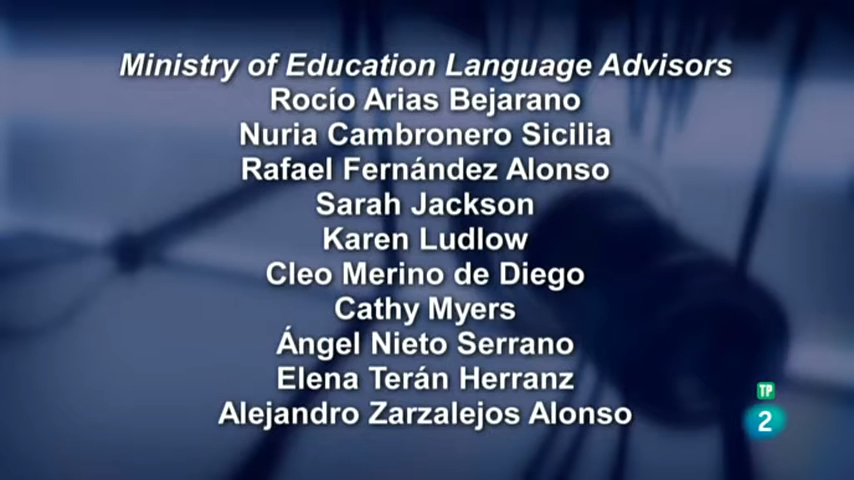 Ministry of Education Language Advisors
Rocío Arias Bejarano
Nuria Cambronero Sicilia
Rafael Fernández Alonso
Sarah Jackson
Karen Ludlow
Cleo Merino de Diego
Cathy Myers
Ángel Nieto Serrano
Elena Terán Herranz
Alejandro Zarzalejos Alonso
TP
2